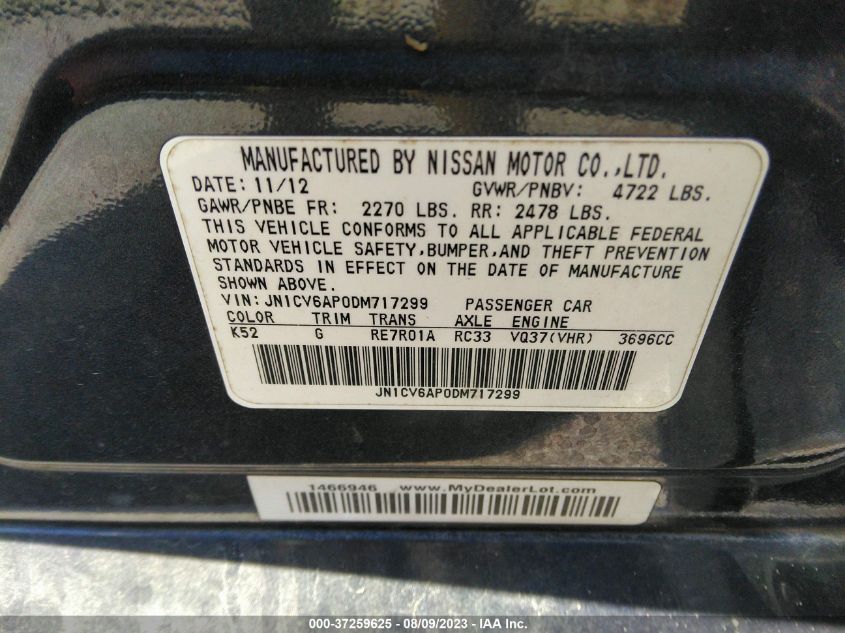 MANUFACTURED BY NISSAN MOTOR CO.,LTD.
DATE: 11/12 GVWR/PNBV: 4722 LBS.
GAWR/PNBE FR: 2270 LBS. RR: 2478 LBS.
THIS VEHICLE CONFORMS TO ALL APPLICABLE FEDERAL
MOTOR VEHICLE SAFETY,BUMPER,AND THEFT PREVENTION
STANDARDS IN EFFECT ON THE DATE OF MANUFACTURE
SHOWN ABOVE.
VIN: JN1CV6AP0DM717299 PASSENGER CAR
COLOR TRIM TRANS AXLE ENGINE
K52 G RE7R01A RC33 VQ37(VHR) 3696CC
JN1CV6AP0DM717299
1466946 www.MyDealerLot.com
000-37259625 - 08/09/2023 - IAA Inc.